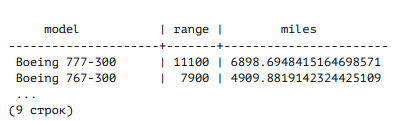 model | range | miles
---------------------+-------+-----------------------
Boeing 777-300 | 11100 | 6898.6948415164698571
Boeing 767-300 | 7900 | 4909.8819142324425109
...
(9 строк)